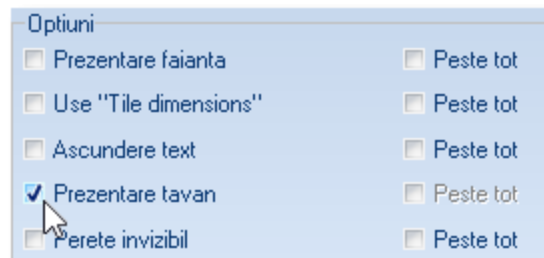 Optiuni
Prezentare faianta Peste tot
Use "Tile dimensions" Peste tot
Ascundere text Peste tot
Prezentare tavan Peste tot
Perete invizibil Peste tot